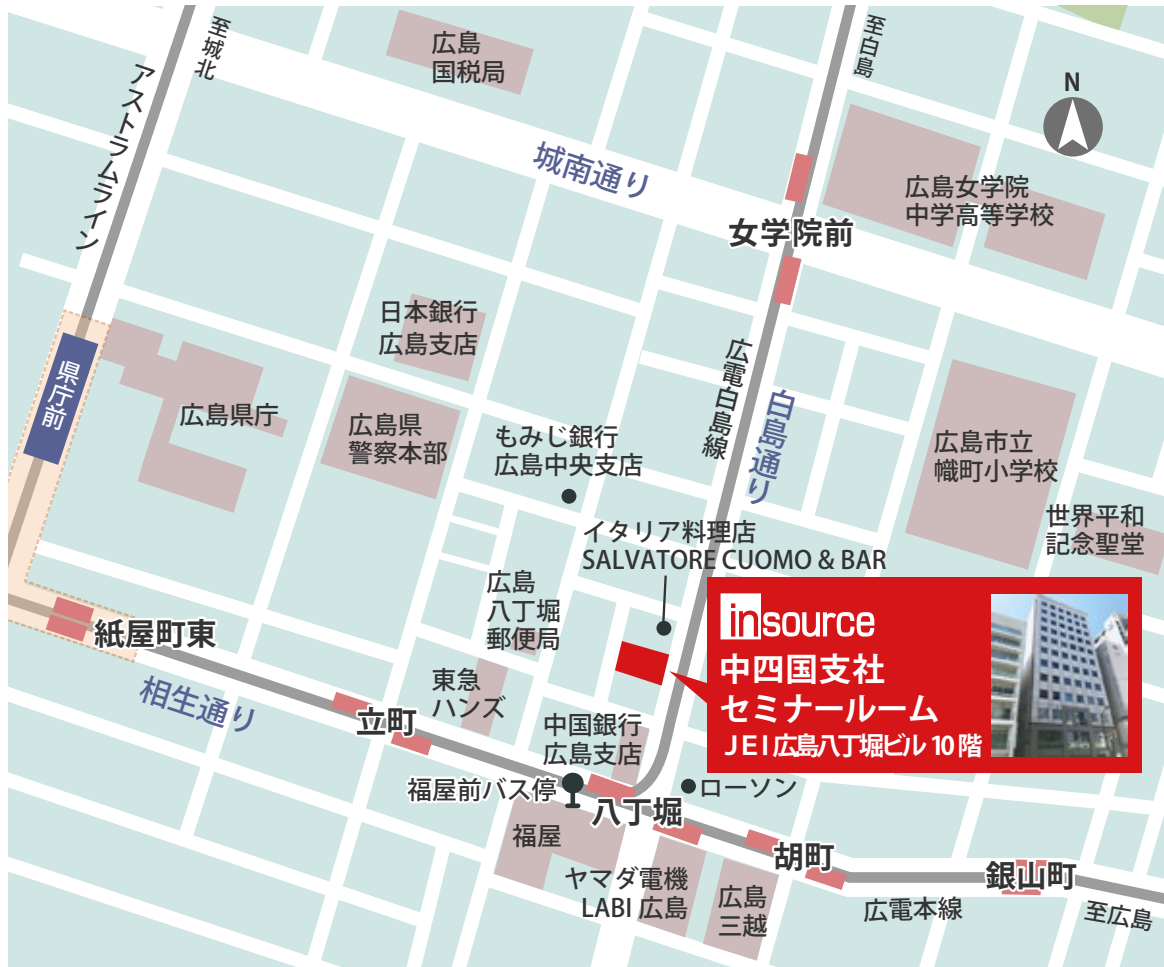 至城北
アストラムライン
広島
国税局
至白島
N
城南通り
広島女学院
中学高等学校
女学院前
日本銀行
広島支店
県庁前
広島県庁
広島県
警察本部
広電白島線
白島通り
もみじ銀行
広島中央支店
広島市立
幟町小学校
世界平和
記念聖堂
イタリア料理店
SALVATORE CUOMO & BAR
広島
八丁堀
郵便局
insource
中四国支社
セミナールーム
JEI広島八丁堀ビル10階
紙屋町東
相生通り
東急
ハンズ
立町
中国銀行
広島支店
福屋前バス停
ローソン
八丁堀
福屋
胡町
銀山町
ヤマダ電機
LABI 広島
広島
三越
広電本線
至広島